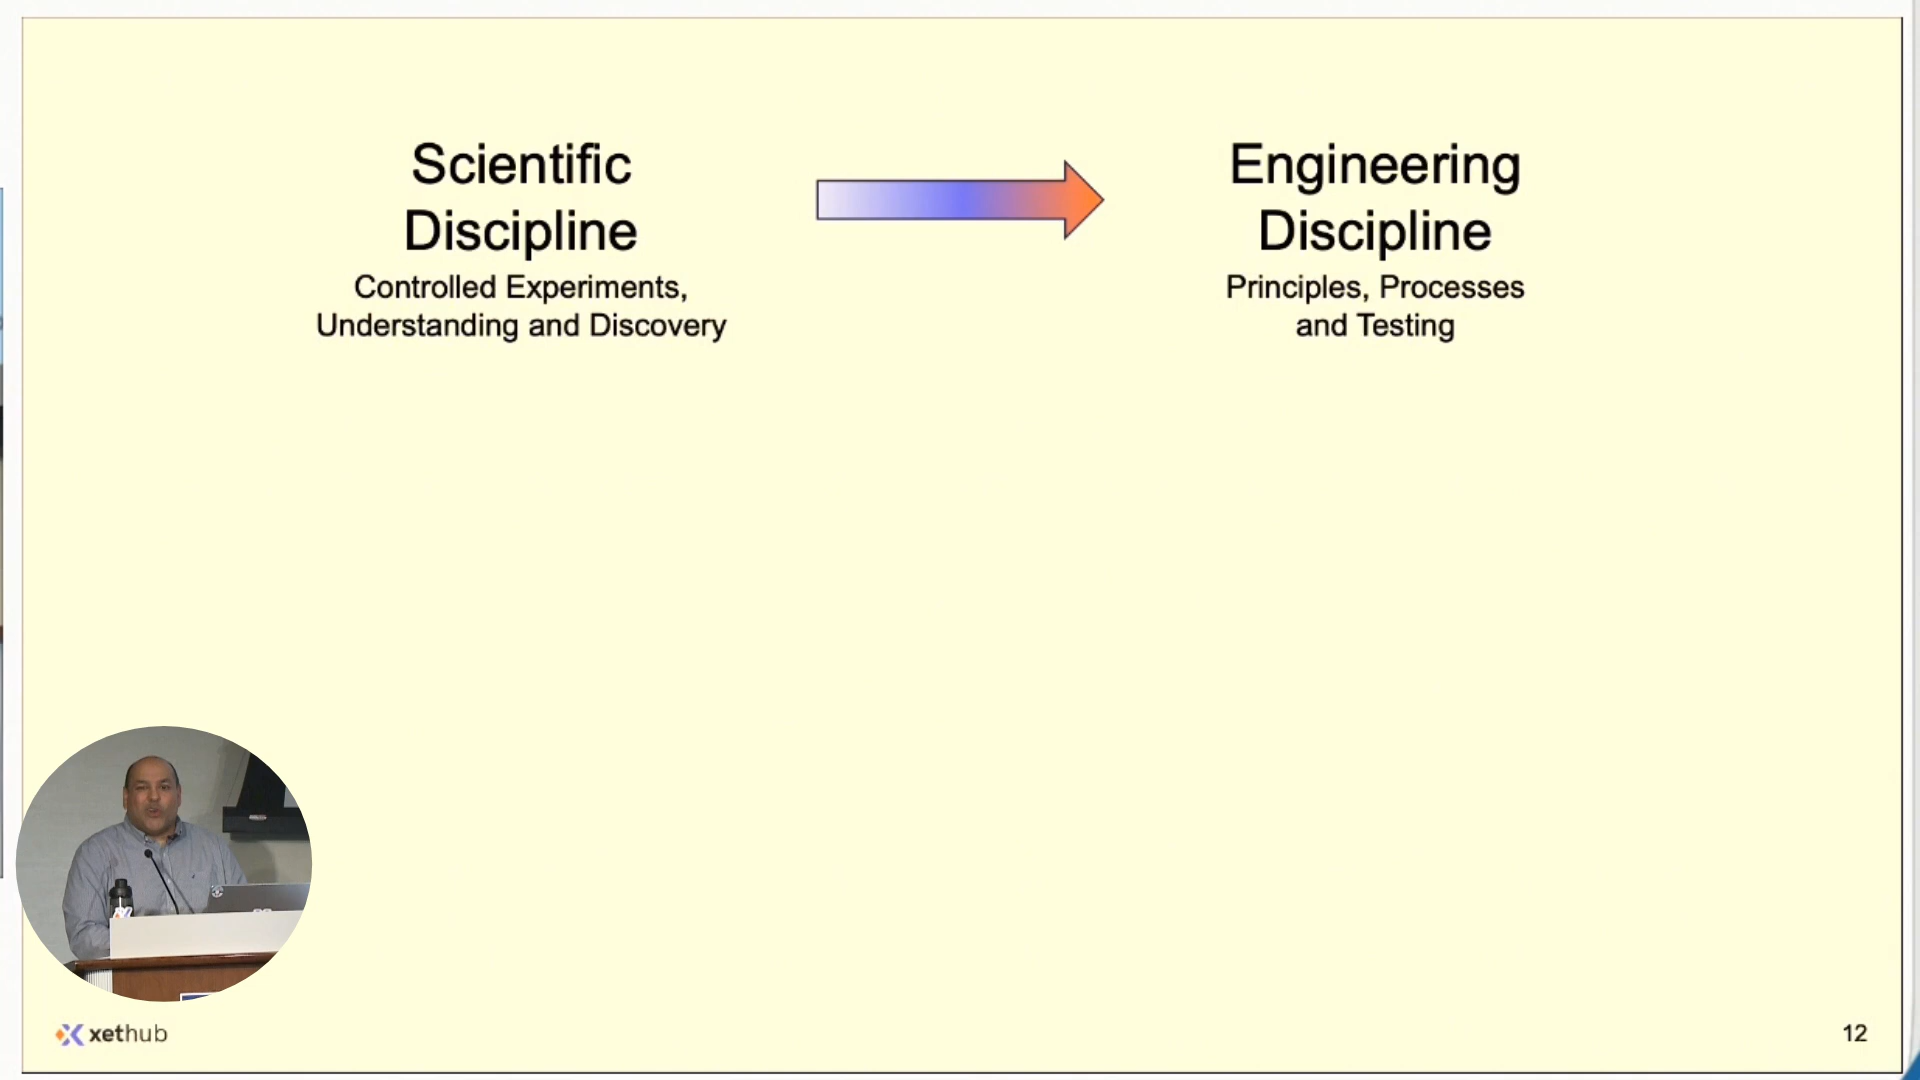 Scientific
Discipline
Controlled Experiments,
Understanding and Discovery
Engineering
Discipline
Principles, Processes
and Testing
xethub
12